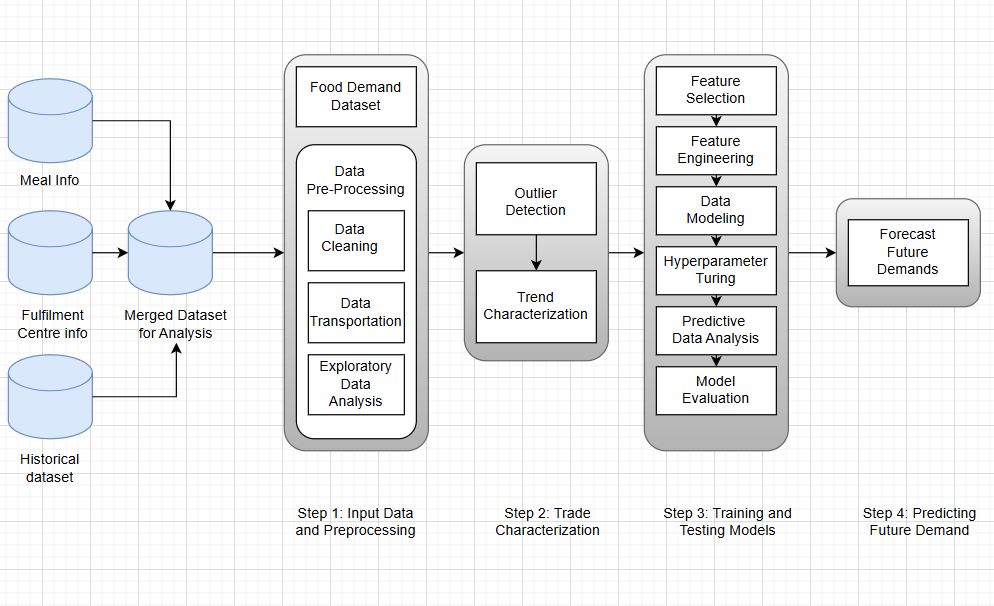 Meal Info
Fulfilment
Centre info
Historical
dataset
Merged Dataset
for Analysis
Food Demand
Dataset
Data
Pre-Processing
Data
Cleaning
Data
Transportation
Exploratory
Data
Analysis
Step 1: Input Data
and Preprocessing
Outlier
Detection
Trend
Characterization
Step 2: Trade
Characterization
Feature
Selection
Feature
Engineering
Data
Modeling
Hyperparameter
Turing
Predictive
Data Analysis
Model
Evaluation
Step 3: Training and
Testing Models
Forecast
Future
Demands
Step 4: Predicting
Future Demand